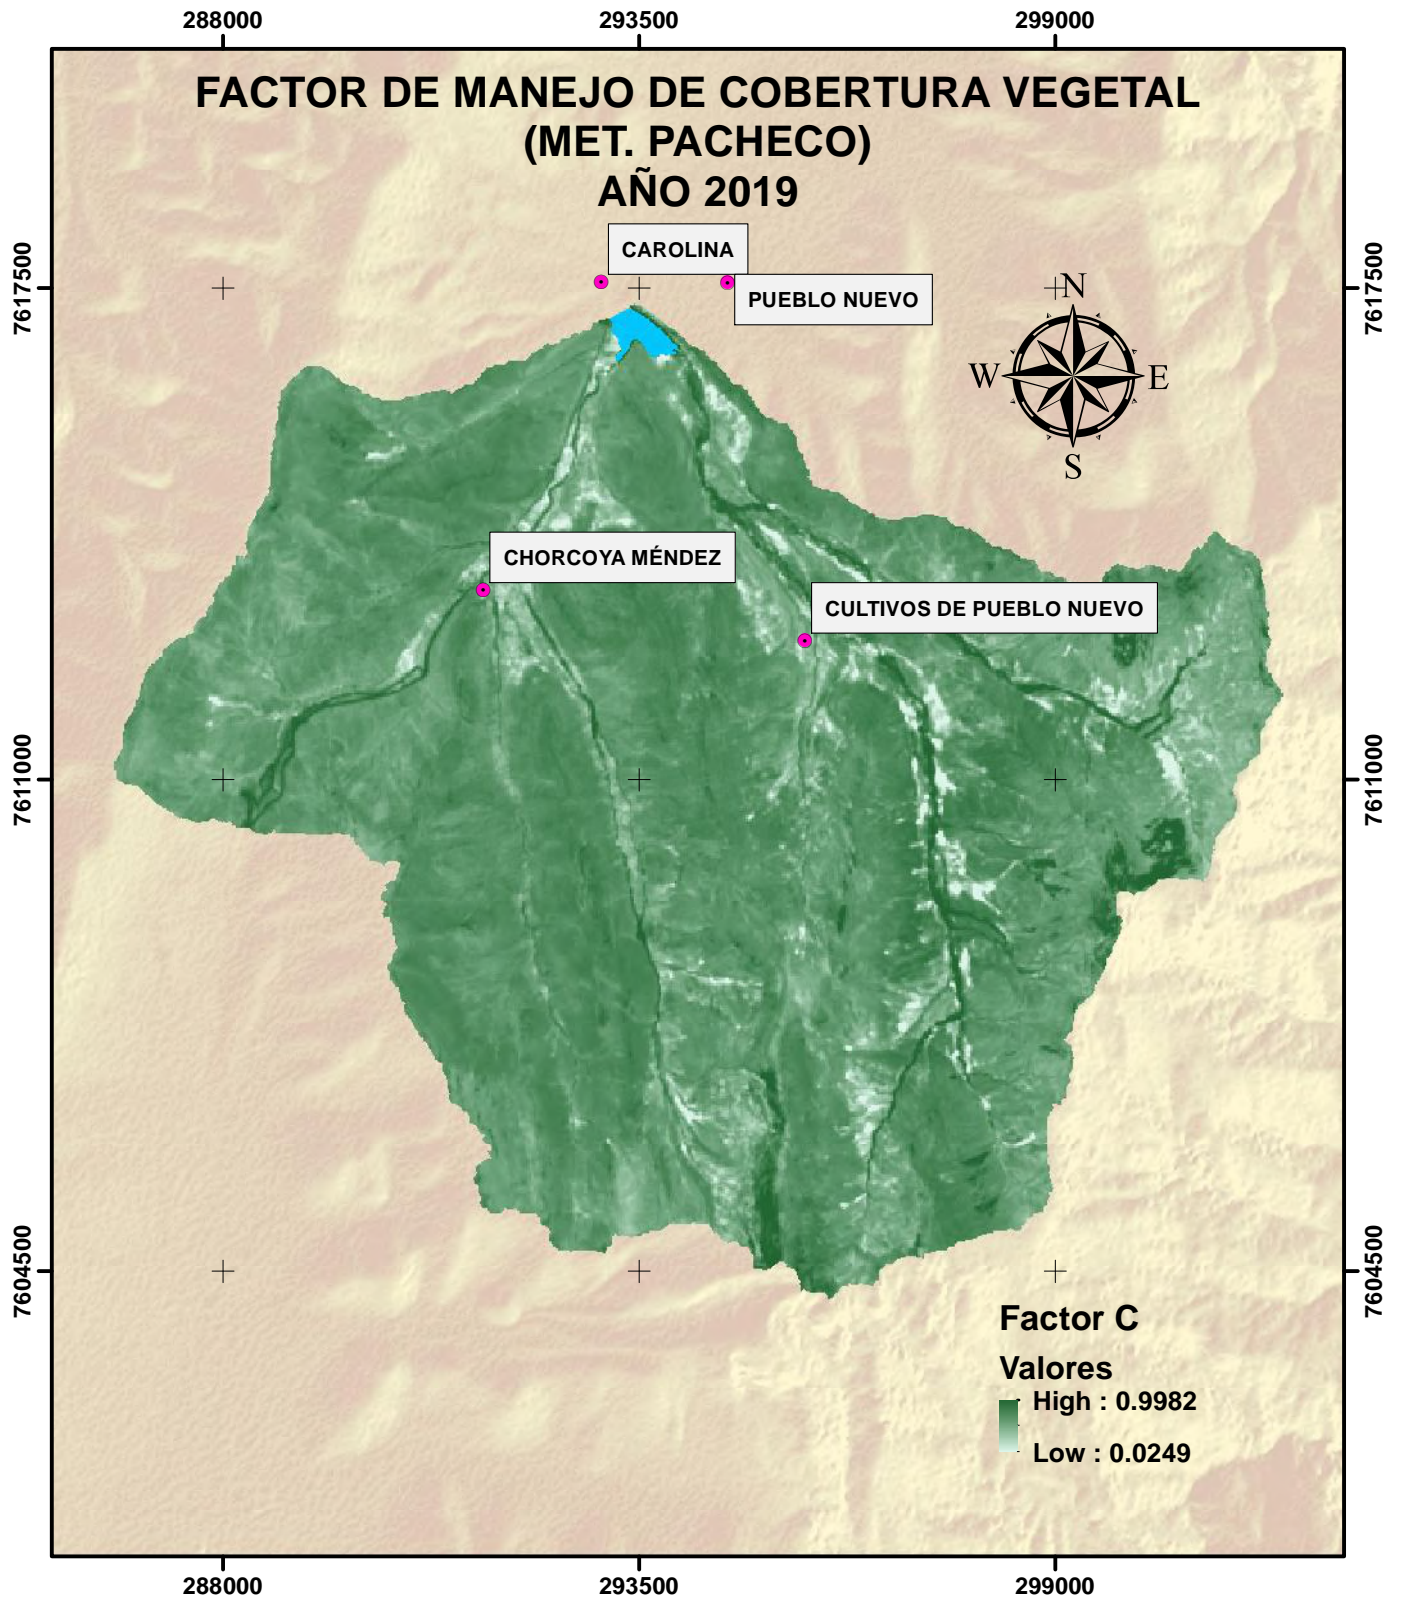 288000
293500
299000
FACTOR DE MANEJO DE COBERTURA VEGETAL
(MET. PACHECO)
AÑO 2019
CAROLINA
PUEBLO NUEVO
7617500
7617500
N
W
E
S
CHORCOYA MÉNDEZ
CULTIVOS DE PUEBLO NUEVO
7611000
7611000
7604500
7604500
Factor C
Valores
High : 0.9982
Low : 0.0249
288000
293500
299000